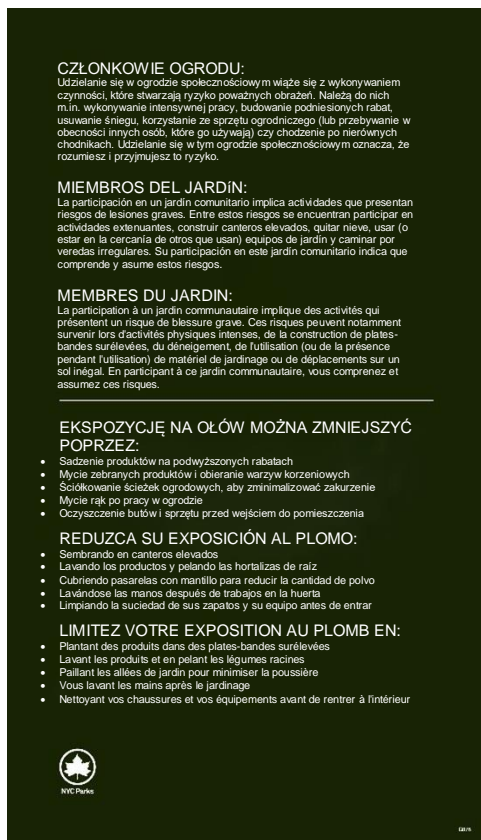 CZŁONKOWIE OGRODU:
Udzielanie się w ogrodzie społecznościowym wiąże się z wykonywaniem
czynności, które stwarzają ryzyko poważnych obrażeń. Należą do nich
m.in. wykonywanie intensywnej pracy, budowanie podniesionych rabat,
usuwanie śniegu, korzystanie ze sprzętu ogrodniczego (lub przebywanie w
obecności innych osób, które go używają) czy chodzenie po nierównych
chodnikach. Udzielanie się w tym ogrodzie społecznościowym oznacza, że
rozumiesz i przyjmujesz to ryzyko.
MIEMBROS DEL JARDíN:
La participación en un jardín comunitario implica actividades que presentan
riesgos de lesiones graves. Entre estos riesgos se encuentran participar en
actividades extenuantes, construir canteros elevados, quitar nieve, usar (o
estar en la cercanía de otros que usan) equipos de jardín y caminar por
veredas irregulares. Su participación en este jardín comunitario indica que
comprende y asume estos riesgos.
MEMBRES DU JARDIN:
La participation à un jardin communautaire implique des activités qui
présentent un risque de blessure grave. Ces risques peuvent notamment
survenir lors d'activités physiques intenses, de la construction de plates-
bandes surélevées, du déneigement, de l'utilisation (ou de la présence
pendant l'utilisation) de matériel de jardinage ou de déplacements sur un
sol inégal. En participant à ce jardin communautaire, vous comprenez et
assumez ces risques.
EKSPOZYCJĘ NA OŁÓW MOŻNA ZMNIEJSZYĆ
POPRZEZ:
• Sadzenie produktów na podwyższonych rabatach
• Mycie zebranych produktów i obieranie warzyw korzeniowych
• Ściółkowanie ścieżek ogrodowych, aby zminimalizować zakurzenie
• Mycie rąk po pracy w ogrodzie
• Oczyszczenie butów i sprzętu przed wejściem do pomieszczenia
REDUZCA SU EXPOSICIÓN AL PLOMO:
• Sembrando en canteros elevados
• Lavando los productos y pelando las hortalizas de raíz
• Cubriendo pasarelas con mantillo para reducir la cantidad de polvo
• Lavándose las manos después de trabajos en la huerta
• Limpiando la suciedad de sus zapatos y su equipo antes de entrar
LIMITEZ VOTRE EXPOSITION AU PLOMB EN:
• Plantant des produits dans des plates-bandes surélevées
• Lavant les produits et en pelant les légumes racines
• Paillant les allées de jardin pour minimiser la poussière
• Vous lavant les mains après le jardinage
• Nettoyant vos chaussures et vos équipements avant de rentrer à l'intérieur
NYC Parks